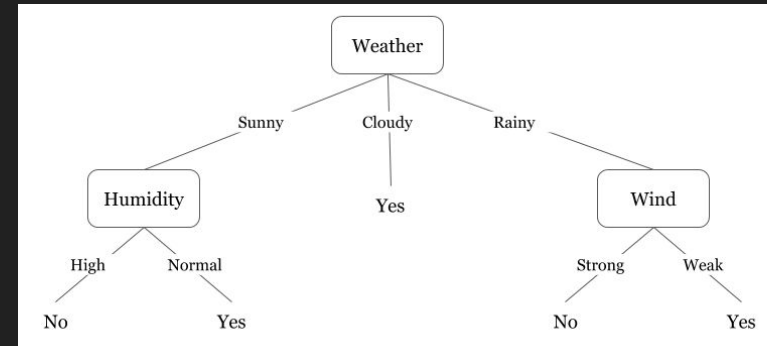 Weather
Sunny Cloudy Rainy
Humidity Yes Wind
High Normal Strong Weak
No Yes No Yes